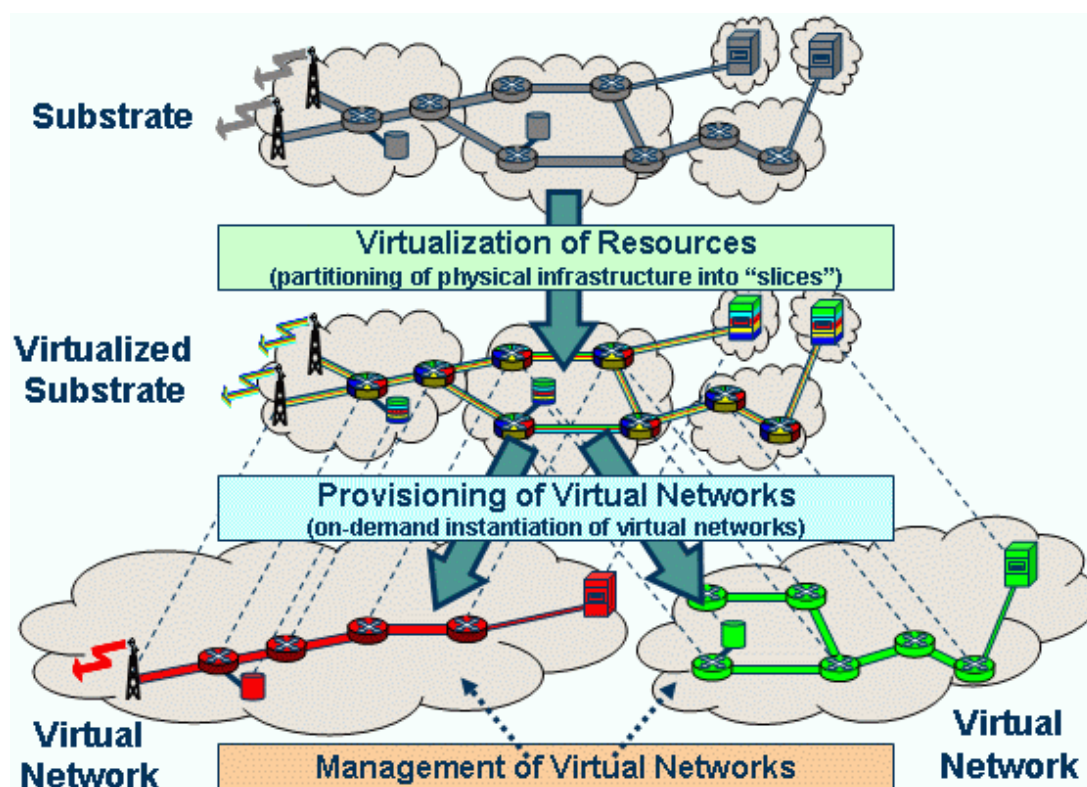 Substrate
Virtualization of Resources
(partitioning of physical infrastructure into “slices”)
Virtualized
Substrate
Provisioning of Virtual Networks
(on-demand instantiation of virtual networks)
Virtual
Network
Virtual
Network
Management of Virtual Networks